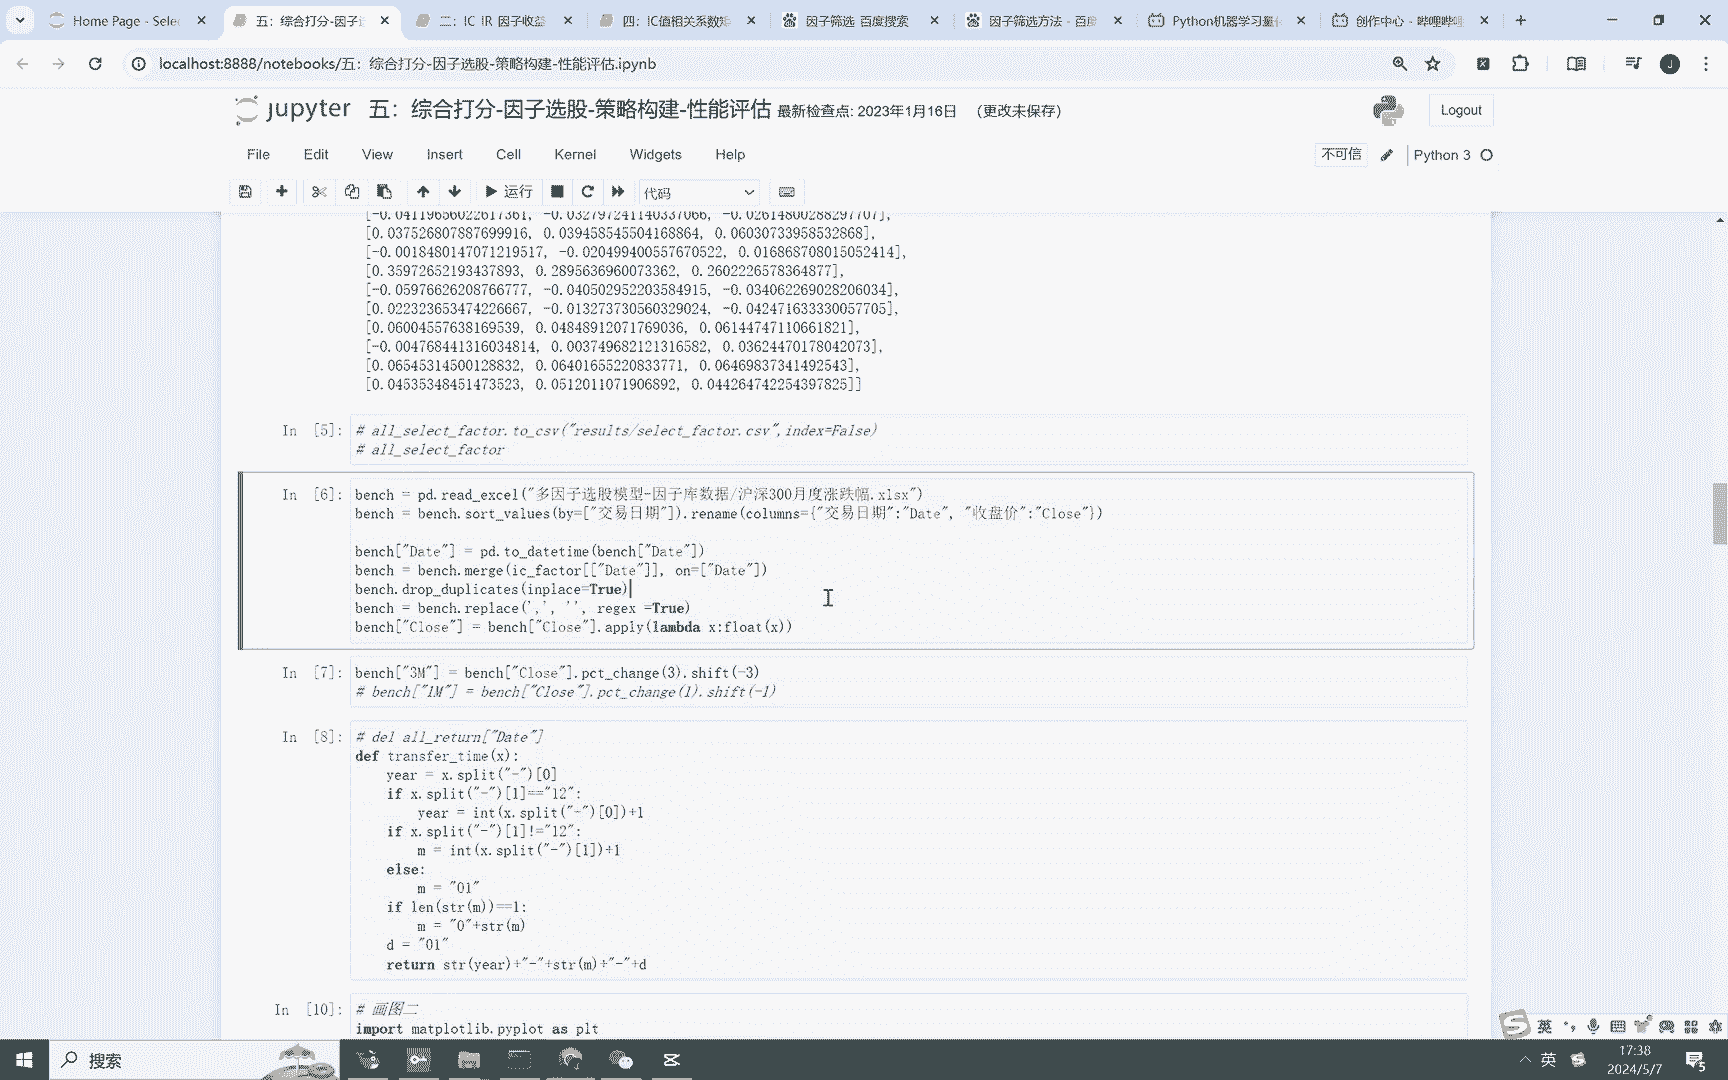 Home Page - Sele
五：综合打分-因子选
二：IC_IR_因子收益
四：IC值相关系数矩
因子筛选_百度搜索
因子筛选方法 - 百度
Python机器学习量化
创作中心 - 哔哩哔哩
localhost:8888/notebooks/五：综合打分-因子选股-策略构建-性能评估.ipynb
J
jupyter 五：综合打分-因子选股-策略构建-性能评估 最新检查点: 2023年1月16日 （更改未保存）
Logout
File Edit View Insert Cell Kernel Widgets Help
不可信 Python 3
运行 代码
[-0.04119656022617361, -0.032797241140337066, -0.02614800288297707],
[0.037526807887699916, 0.039458545504168864, 0.06030733958532868],
[-0.0018480147071219517, -0.020499400557670522, 0.016868708015052414],
[0.35972652193437893, 0.2895636960073362, 0.2602226578364877],
[-0.05976626208766777, -0.040502952203584915, -0.034062269028206034],
[0.022323653474226667, -0.013273730560329024, -0.042471633330057705],
[0.06004557638169539, 0.04848912071769036, 0.06144747110661821],
[-0.004768441316034814, 0.003749682121316582, 0.03624470178042073],
[0.06545314500128832, 0.06401655220833771, 0.06469837341492543],
[0.04535348451473523, 0.0512011071906892, 0.044264742254397825]]
In [5]: # all_select_factor.to_csv("results/select_factor.csv",index=False)
# all_select_factor
In [6]: bench = pd.read_excel("多因子选股模型-因子库数据/沪深300月度涨跌幅.xlsx")
bench = bench.sort_values(by=["交易日期"]).rename(columns={"交易日期":"Date", "收盘价":"Close"})
bench["Date"] = pd.to_datetime(bench["Date"])
bench = bench.merge(ic_factor[["Date"]], on=["Date"])
bench.drop_duplicates(inplace=True)
bench = bench.replace(',', '', regex =True)
bench["Close"] = bench["Close"].apply(lambda x:float(x))
In [7]: bench["3M"] = bench["Close"].pct_change(3).shift(-3)
# bench["1M"] = bench["Close"].pct_change(1).shift(-1)
In [8]: # del all_return["Date"]
def transfer_time(x):
year = x.split("-")[0]
if x.split("-")[1]=="12":
year = int(x.split("-")[0])+1
if x.split("-")[1]!="12":
m = int(x.split("-")[1])+1
else:
m = "01"
if len(str(m))==1:
m = "0"+str(m)
d = "01"
return str(year)+"-"+str(m)+"-"+d
In [10]: # 画图二
import matplotlib.pyplot as plt
S 英
搜索
英
17:38
2024/5/7
5